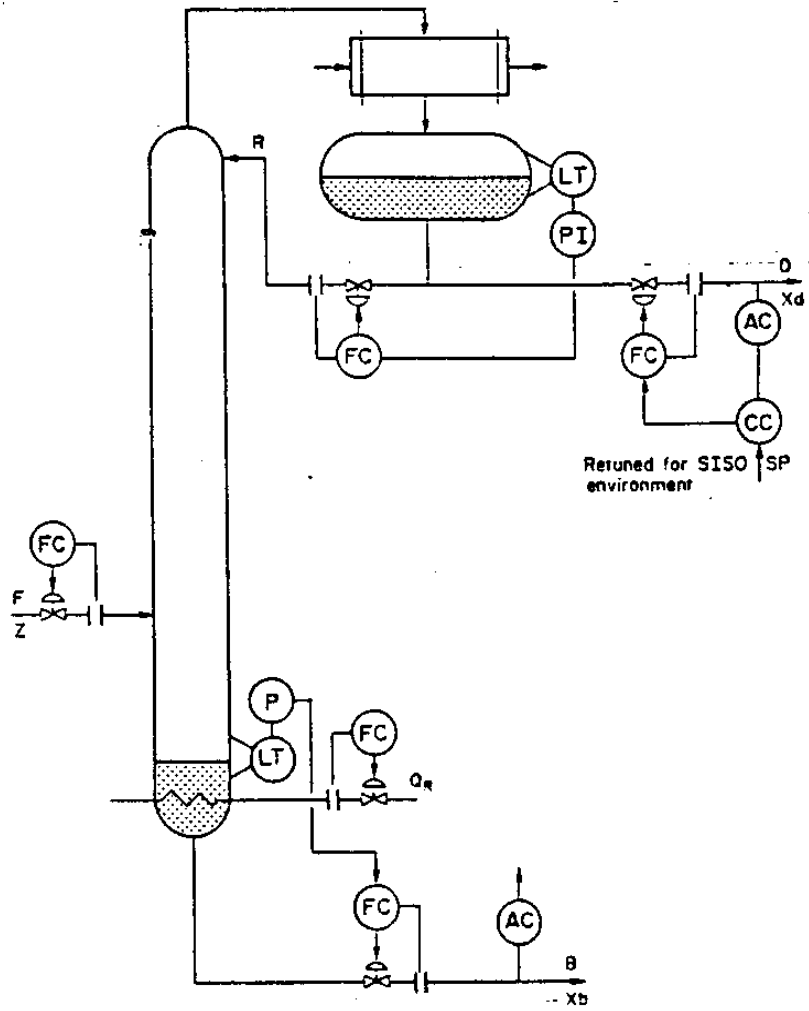 R
LT
PI
D
Xd
FC
FC
AC
CC
Retuned for SISO SP
environment
FC
F
Z
P
FC
LT
QR
FC
AC
B
Xb